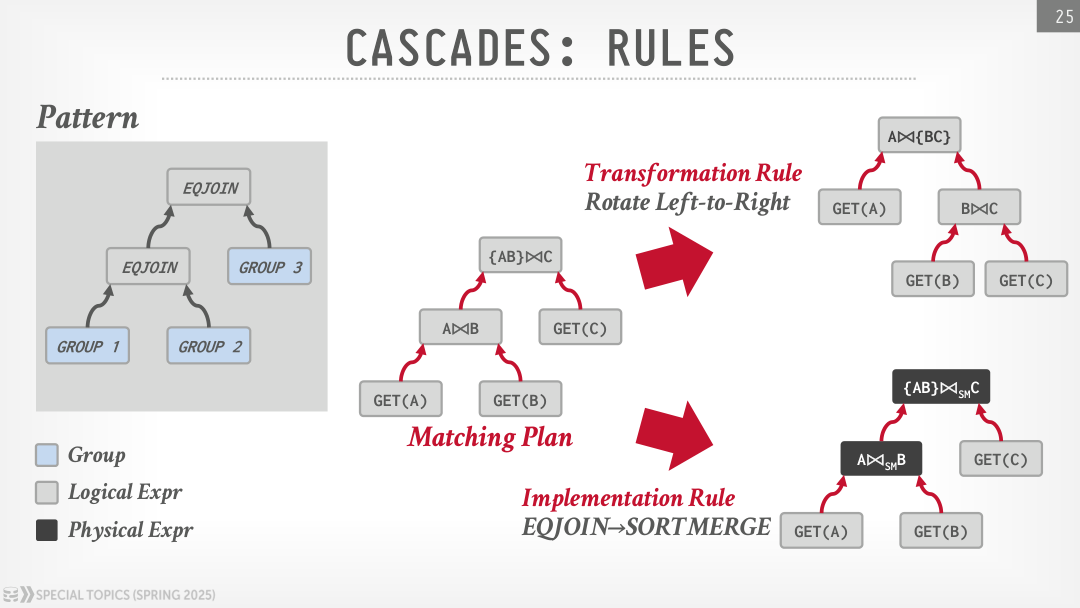 25
CASCADES: RULES
Pattern
EQJOIN
EQJOIN
GROUP 3
GROUP 1
GROUP 2
Group
Logical Expr
Physical Expr
{AB}⋈C
A⋈B
GET(C)
GET(A)
GET(B)
Matching Plan
Transformation Rule
Rotate Left-to-Right
A⋈{BC}
GET(A)
B⋈C
GET(B)
GET(C)
Implementation Rule
EQJOIN→SORTMERGE
{AB}⋈SMC
A⋈SMB
GET(C)
GET(A)
GET(B)
SPECIAL TOPICS (SPRING 2025)